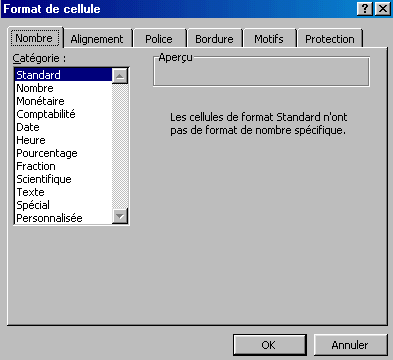 Format de cellule
Nombre Alignement Police Bordure Motifs Protection
Catégorie :
Standard
Nombre
Monétaire
Comptabilité
Date
Heure
Pourcentage
Fraction
Scientifique
Texte
Spécial
Personnalisée
Aperçu
Les cellules de format Standard n'ont
pas de format de nombre spécifique.
OK Annuler